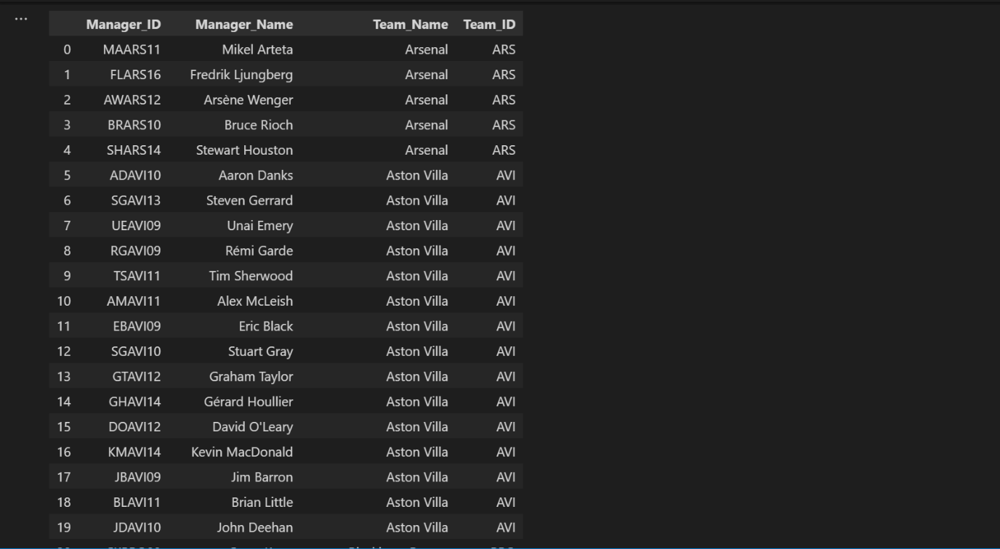 ...
Manager_ID Manager_Name Team_Name Team_ID
0 MAARS11 Mikel Arteta Arsenal ARS
1 FLARS16 Fredrik Ljungberg Arsenal ARS
2 AWARS12 Arsène Wenger Arsenal ARS
3 BRARS10 Bruce Rioch Arsenal ARS
4 SHARS14 Stewart Houston Arsenal ARS
5 ADAVI10 Aaron Danks Aston Villa AVI
6 SGAVI13 Steven Gerrard Aston Villa AVI
7 UEAVI09 Unai Emery Aston Villa AVI
8 RGAVI09 Rémi Garde Aston Villa AVI
9 TSAVI11 Tim Sherwood Aston Villa AVI
10 AMAVI11 Alex McLeish Aston Villa AVI
11 EBAVI09 Eric Black Aston Villa AVI
12 SGAVI10 Stuart Gray Aston Villa AVI
13 GTAVI12 Graham Taylor Aston Villa AVI
14 GHAVI14 Gérard Houllier Aston Villa AVI
15 DOAVI12 David O'Leary Aston Villa AVI
16 KMAVI14 Kevin MacDonald Aston Villa AVI
17 JBAVI09 Jim Barron Aston Villa AVI
18 BLAVI11 Brian Little Aston Villa AVI
19 JDAVI10 John Deehan Aston Villa AVI